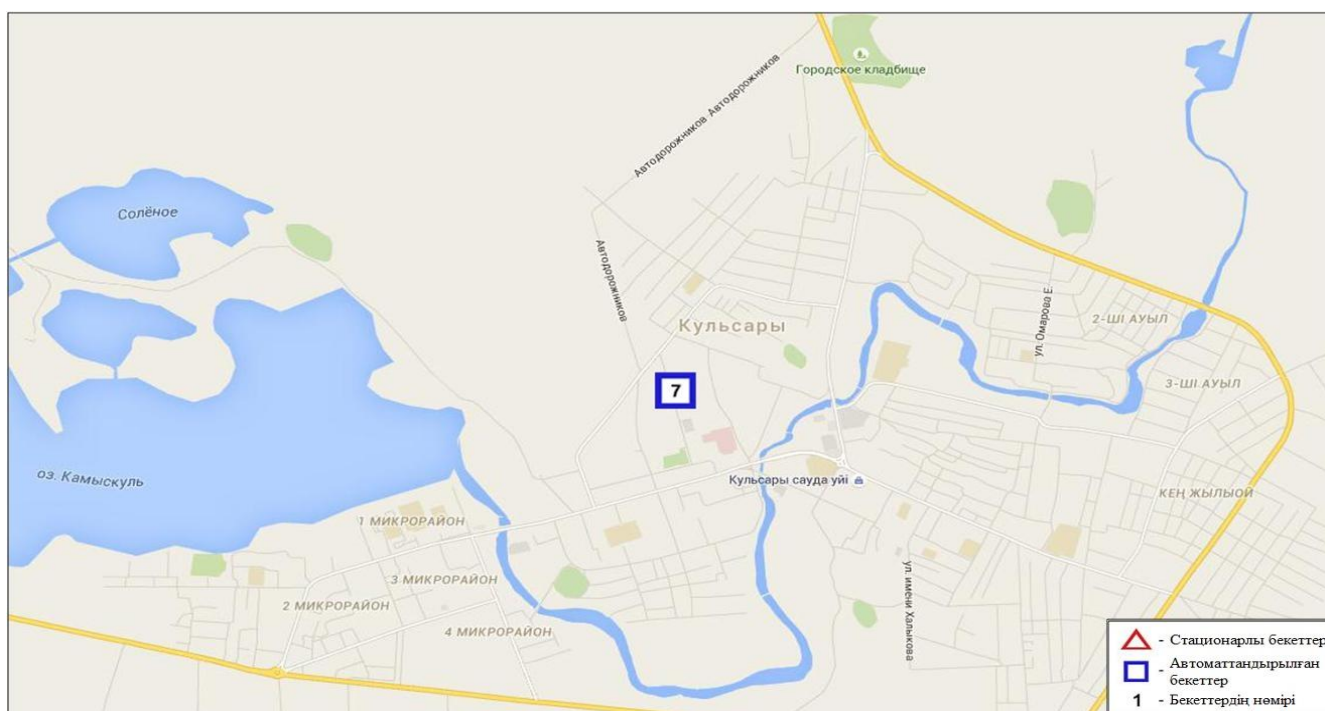 Городское кладбище
Автодорожников Автодорожников
Солёное
Автодорожников
Кульсары
ул. Омарова Е.
2-ШІ АУЫЛ
3-ШІ АУЫЛ
7
оз. Камыскуль
Кульсары сауда уйі
КЕҢ ЖЫЛЫОЙ
1 МИКРОРАЙОН
3 МИКРОРАЙОН
2 МИКРОРАЙОН
4 МИКРОРАЙОН
ул. имени Халыкова
- Стационарлы бекеттер
- Автоматтандырылған
бекеттер
1 - Бекеттердің нөмірі